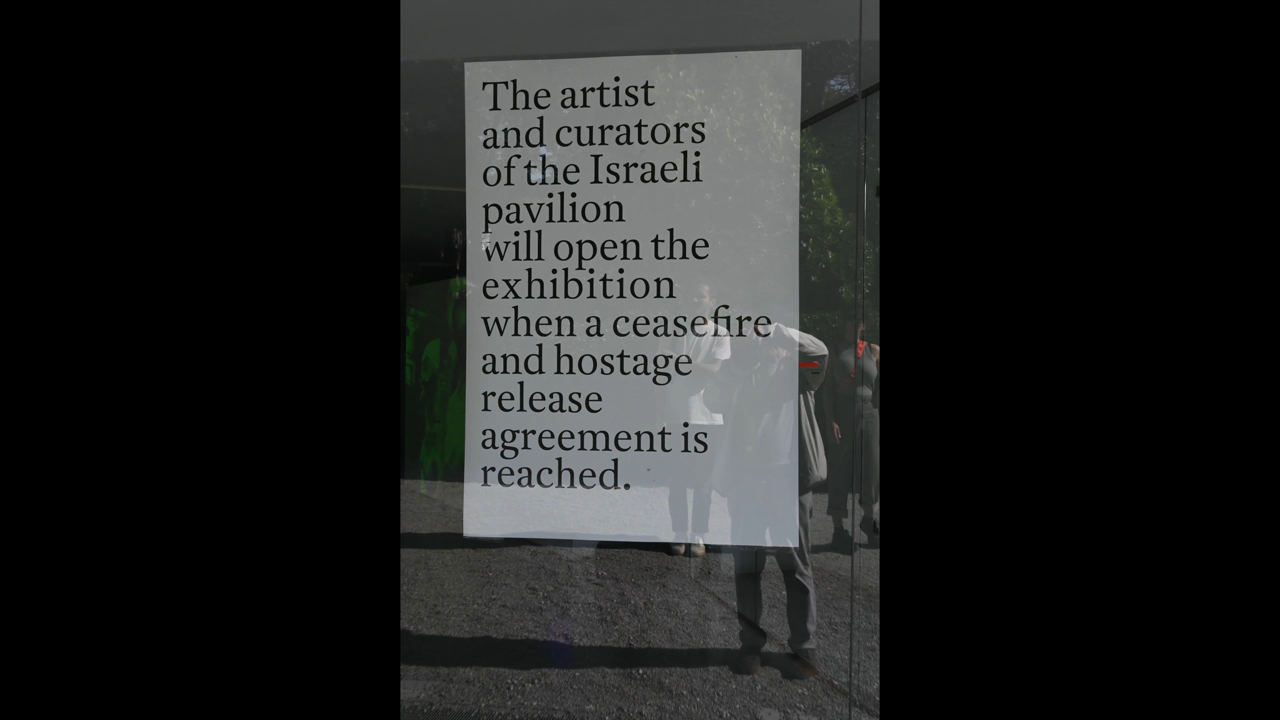 The artist
and curators
of the Israeli
pavilion
will open the
exhibition
when a ceasefire
and hostage
release
agreement is
reached.